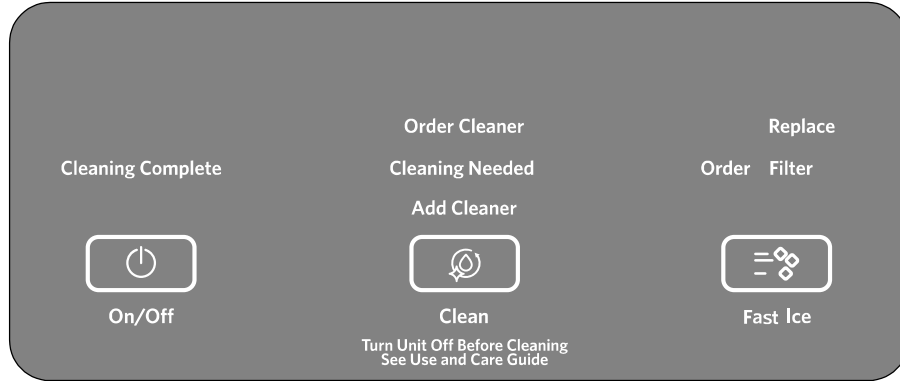 Order Cleaner
Replace
Cleaning Complete
Cleaning Needed
Order Filter
Add Cleaner
On/Off
Clean
Fast Ice
Turn Unit Off Before Cleaning
See Use and Care Guide